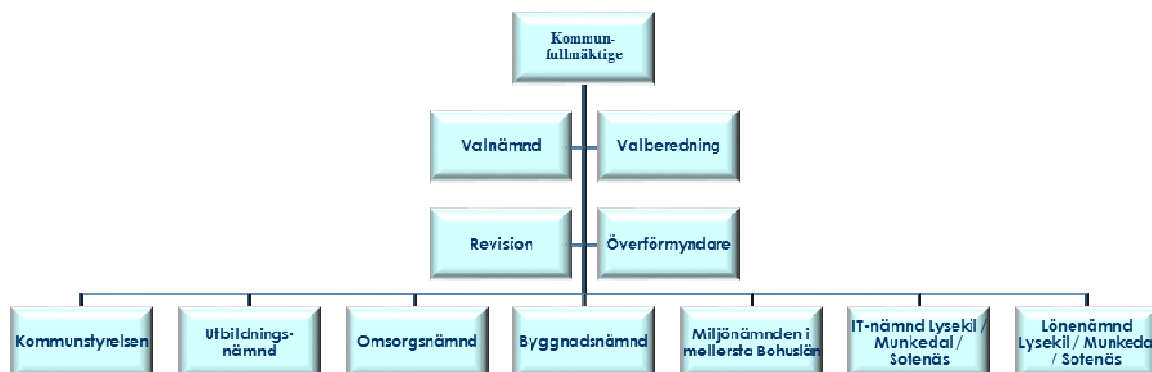 Kommun-
fullmäktige
Valnämnd
Valberedning
Revision
Överförmyndare
Kommunstyrelsen
Utbildnings-
nämnd
Omsorgsnämnd
Byggnadsnämnd
Miljönämnden i
mellersta Bohuslän
IT-nämnd Lysekil /
Munkedal /
Sotenäs
Lönenämnd
Lysekil / Munkeda
/ Sotenäs